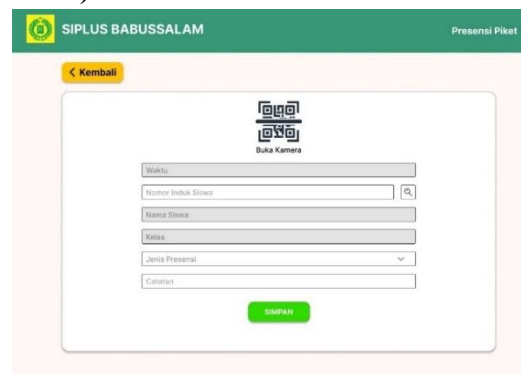 SIPLUS BABUSSALAM
Presensi Piket
Kembali
Buka Kamera
Waktu
Nomor Induk Siswa
Nama Siswa
Kelas
Jenis Presensi
Catatan
SIMPAN